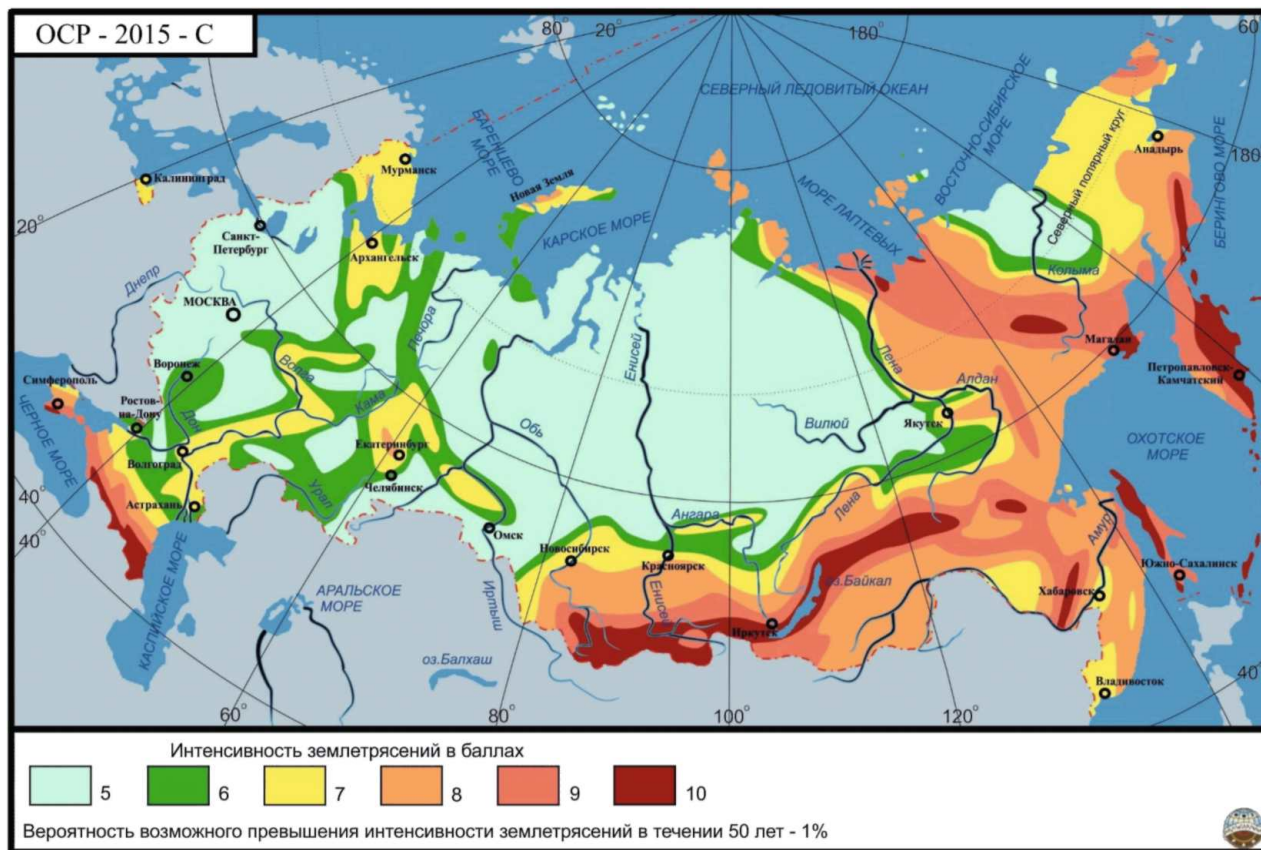 ОСР - 2015 - С
80°
20°
180°
60
СЕВЕРНЫЙ ЛЕДОВИТЫЙ ОКЕАН
БАРЕНЦЕВО
МОРЕ
ВОСТОЧНО-СИБИРСКОЕ
МОРЕ
Мурманск
Анадырь
180
Калининград
Новая Земля
Северный полярный круг
БЕРИНГОВО МОРЕ
20°
МОРЕ ЛАПТЕВЫХ
КАРСКОЕ МОРЕ
Санкт-
Петербург
Архангельск
Днепр
Колыма
МОСКВА
Печора
Енисей
Лена
Магадан
Воронеж
Волга
Петропавловск-
Камчатский
Симферополь
Кама
Алдан
Ростов-
на-Дону
Дон
Обь
Вилюй
Якутск
ЧЕРНОЕ МОРЕ
Екатеринбург
ОХОТСКОЕ
МОРЕ
Волгоград
Челябинск
Урал
40°
Астрахань
Ангара
Лена
Амур
40°
Омск
Новосибирск
Красноярск
Южно-Сахалинск
КАСПИЙСКОЕ МОРЕ
АРАЛЬСКОЕ
МОРЕ
Иртыш
Енисей
оз.Байкал
Хабаровск
Иркутск
оз.Балхаш
40°
Владивосток
60°
80°
100°
120°
Интенсивность землетрясений в баллах
5 6 7 8 9 10
Вероятность возможного превышения интенсивности землетрясений в течении 50 лет - 1%